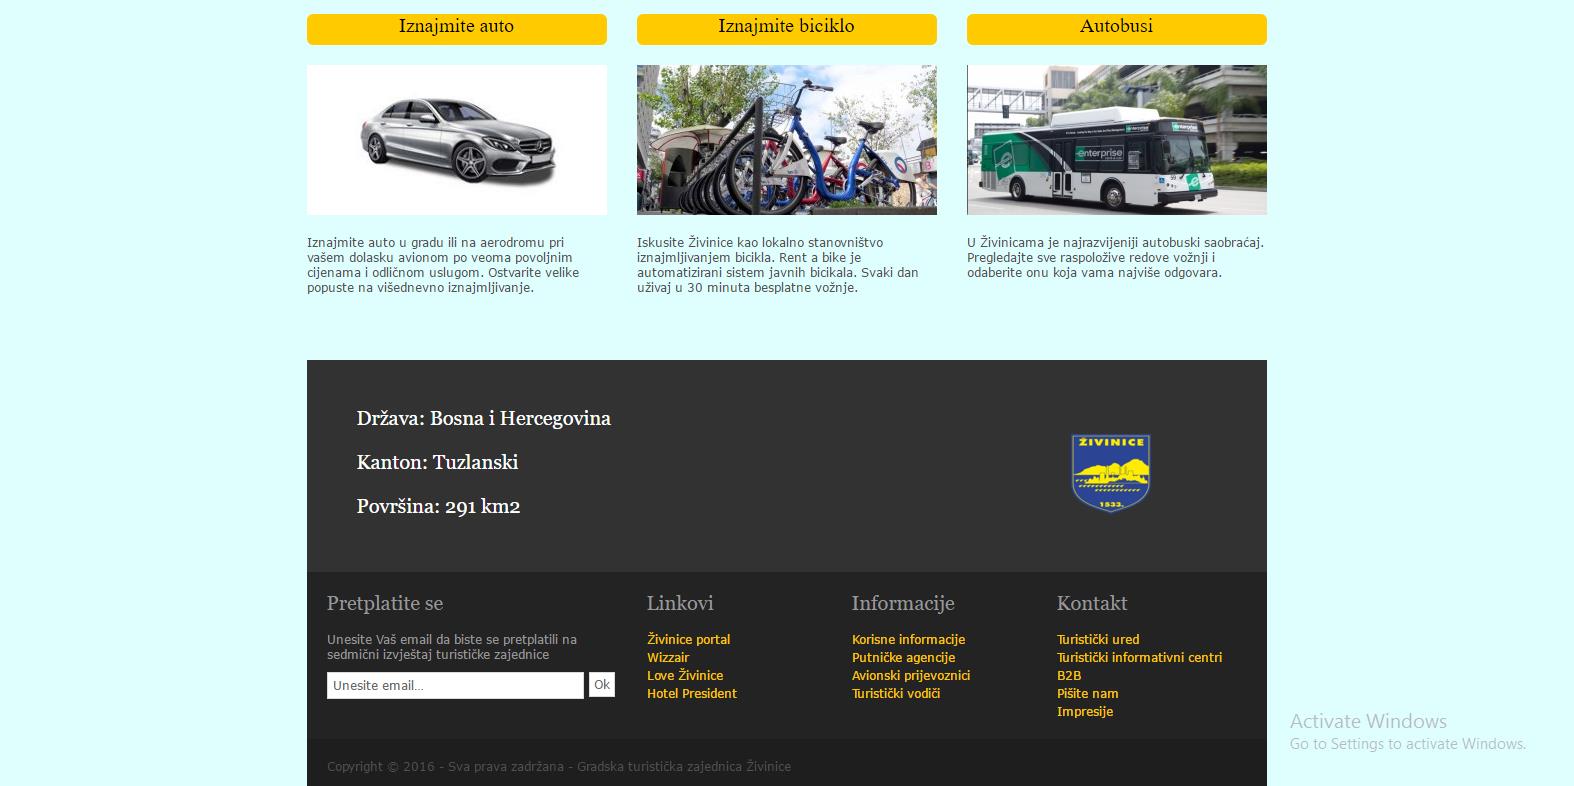 Iznajmite auto
Iznajmite biciklo
Autobusi
enterprise
enterprise
Iznajmite auto u gradu ili na aerodromu pri
vašem dolasku avionom po veoma povoljnim
cijenama i odličnom uslugom. Ostvarite velike
popuste na višednevno iznajmljivanje.
Iskusite Živinice kao lokalno stanovništvo
iznajmljivanjem bicikla. Rent a bike je
automatizirani sistem javnih bicikala. Svaki dan
uživaj u 30 minuta besplatne vožnje.
U Živinicama je najrazvijeniji autobuski saobraćaj.
Pregledajte sve raspoložive redove vožnji i
odaberite onu koja vama najviše odgovara.
Država: Bosna i Hercegovina
Kanton: Tuzlanski
Površina: 291 km2
ŽIVINICE
1533.
Pretplatite se
Unesite Vaš email da biste se pretplatili na
sedmični izvještaj turističke zajednice
Unesite email...
Ok
Linkovi
Živinice portal
Wizzair
Love Živinice
Hotel President
Informacije
Korisne informacije
Putničke agencije
Avionski prijevoznici
Turistički vodiči
Kontakt
Turistički ured
Turistički informativni centri
B2B
Pišite nam
Impresije
Activate Windows
Go to Settings to activate Windows.
Copyright © 2016 - Sva prava zadržana - Gradska turistička zajednica Živinice